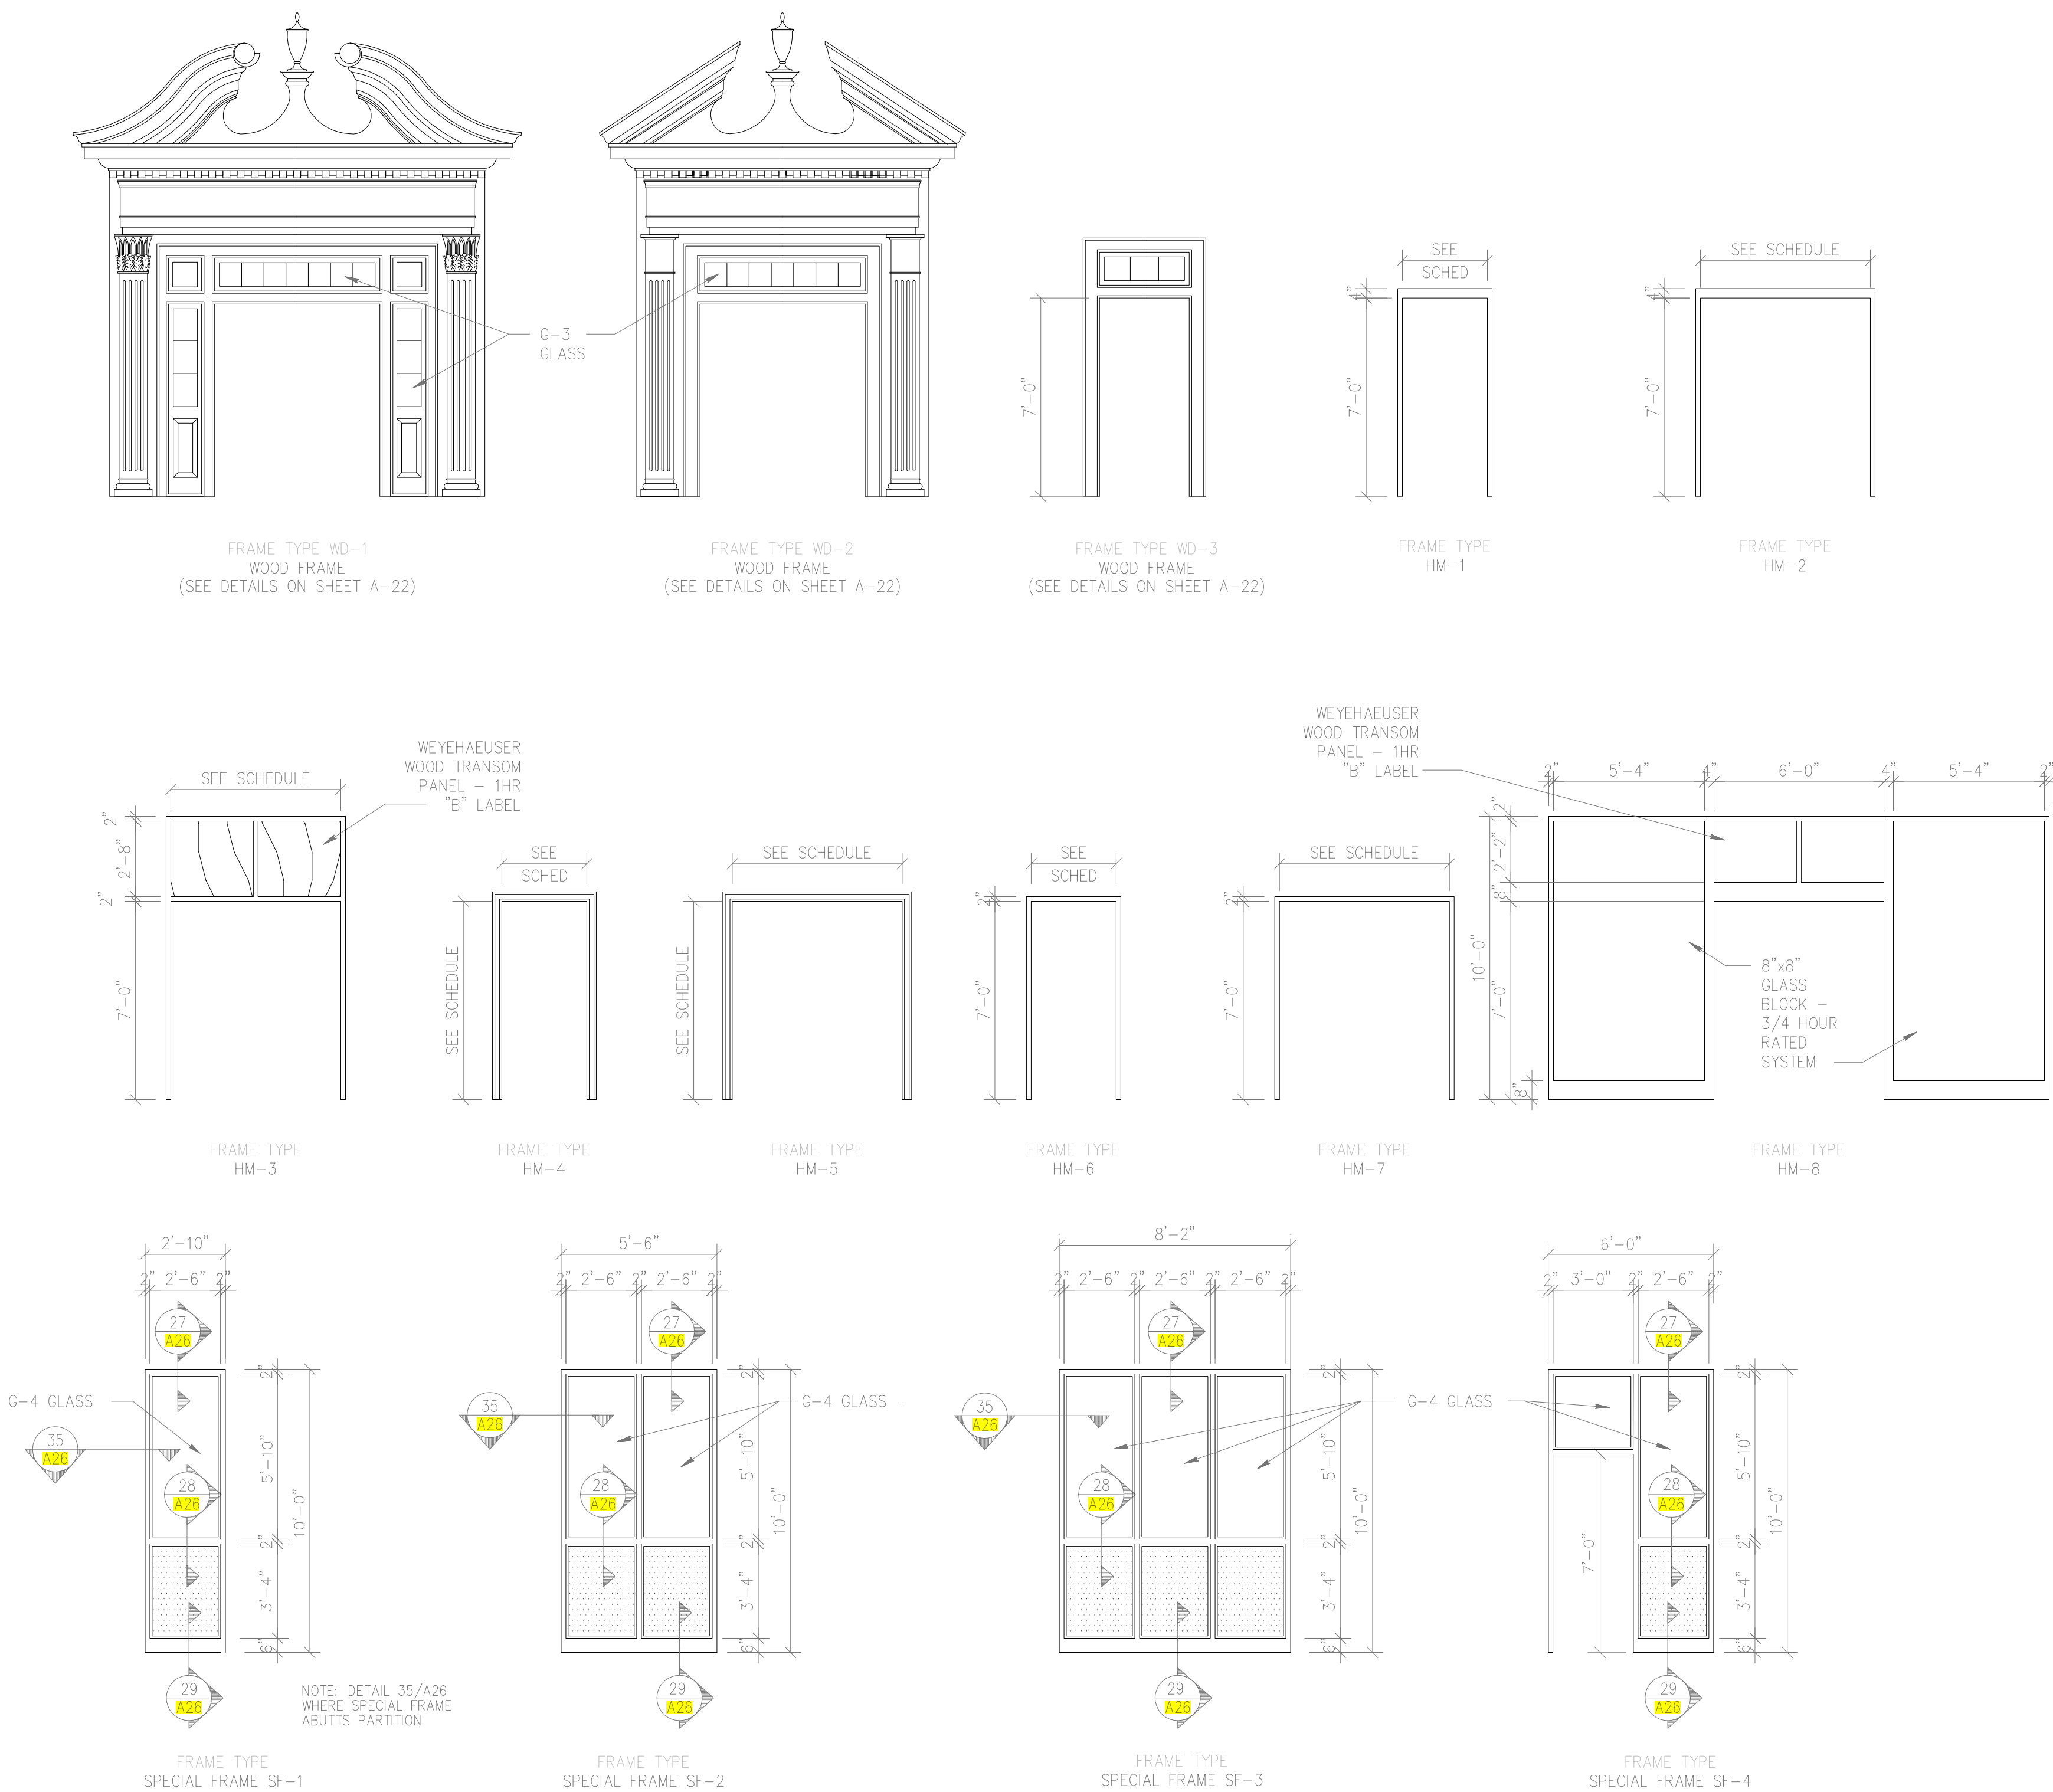 G-3
GLASS
7'-0"
SEE
SCHED
4"
7'-0"
SEE SCHEDULE
4"
7'-0"
FRAME TYPE WD-1
WOOD FRAME
(SEE DETAILS ON SHEET A-22)
FRAME TYPE WD-2
WOOD FRAME
(SEE DETAILS ON SHEET A-22)
FRAME TYPE WD-3
WOOD FRAME
(SEE DETAILS ON SHEET A-22)
FRAME TYPE
HM-1
FRAME TYPE
HM-2
SEE SCHEDULE
WEYEHAEUSER
WOOD TRANSOM
PANEL - 1HR
"B" LABEL
2"
2'-8"
2"
7'-0"
SEE
SCHED
SEE SCHEDULE
SEE SCHEDULE
SEE SCHEDULE
SEE
SCHED
2"
7'-0"
SEE SCHEDULE
2"
7'-0"
WEYEHAEUSER
WOOD TRANSOM
PANEL - 1HR
"B" LABEL
2" 5'-4" 4" 6'-0" 4" 5'-4" 2"
2"
2'-2"
8"
10'-0"
7'-0"
8"
8"x8"
GLASS
BLOCK -
3/4 HOUR
RATED
SYSTEM
FRAME TYPE
HM-3
FRAME TYPE
HM-4
FRAME TYPE
HM-5
FRAME TYPE
HM-6
FRAME TYPE
HM-7
FRAME TYPE
HM-8
2'-10"
2" 2'-6" 2"
27
A26
G-4 GLASS
35
A26
28
A26
29
A26
2"
5'-10"
2"
3'-4"
6"
10'-0"
NOTE: DETAIL 35/A26
WHERE SPECIAL FRAME
ABUTTS PARTITION
FRAME TYPE
SPECIAL FRAME SF-1
5'-6"
2" 2'-6" 2" 2'-6" 2"
27
A26
35
A26
G-4 GLASS -
28
A26
29
A26
2"
5'-10"
2"
3'-4"
6"
10'-0"
FRAME TYPE
SPECIAL FRAME SF-2
8'-2"
2" 2'-6" 2" 2'-6" 2" 2'-6" 2"
27
A26
35
A26
G-4 GLASS
28
A26
29
A26
2"
5'-10"
2"
3'-4"
6"
10'-0"
FRAME TYPE
SPECIAL FRAME SF-3
6'-0"
2" 3'-0" 2" 2'-6" 2"
27
A26
28
A26
29
A26
7'-0"
2"
5'-10"
2"
3'-4"
6"
10'-0"
FRAME TYPE
SPECIAL FRAME SF-4